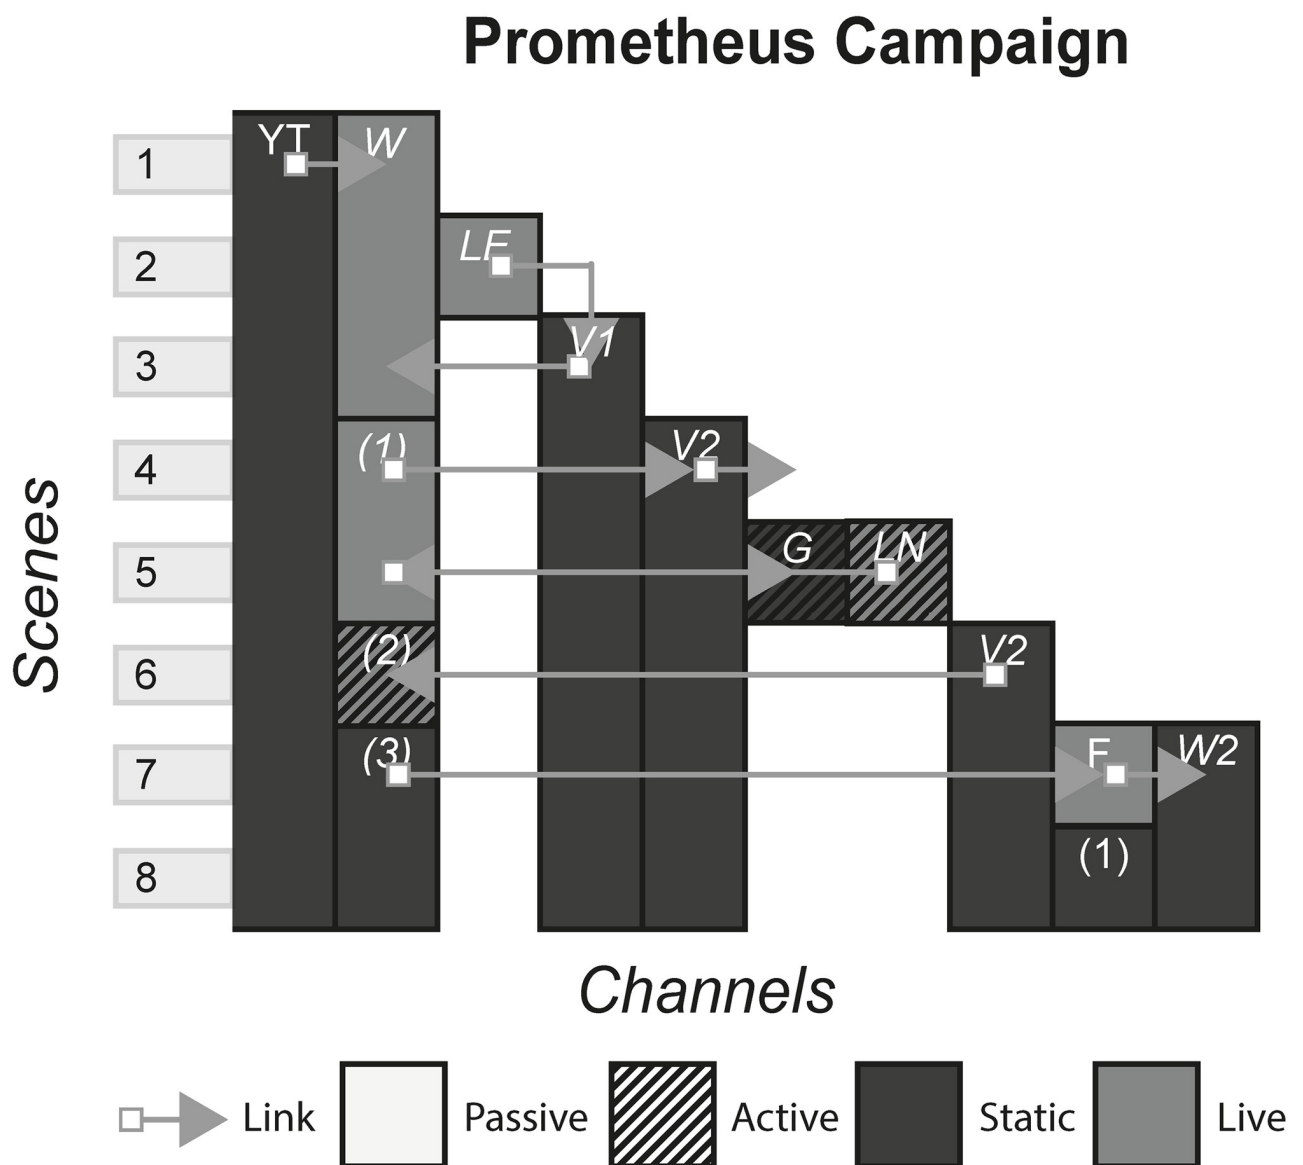 Prometheus Campaign
YT
W
1
LF
2
V1
3
(1)
V2
4
G
LN
5
(2)
V2
6
(3)
F
W2
7
(1)
8
Scenes
Channels
Link
Passive
Active
Static
Live